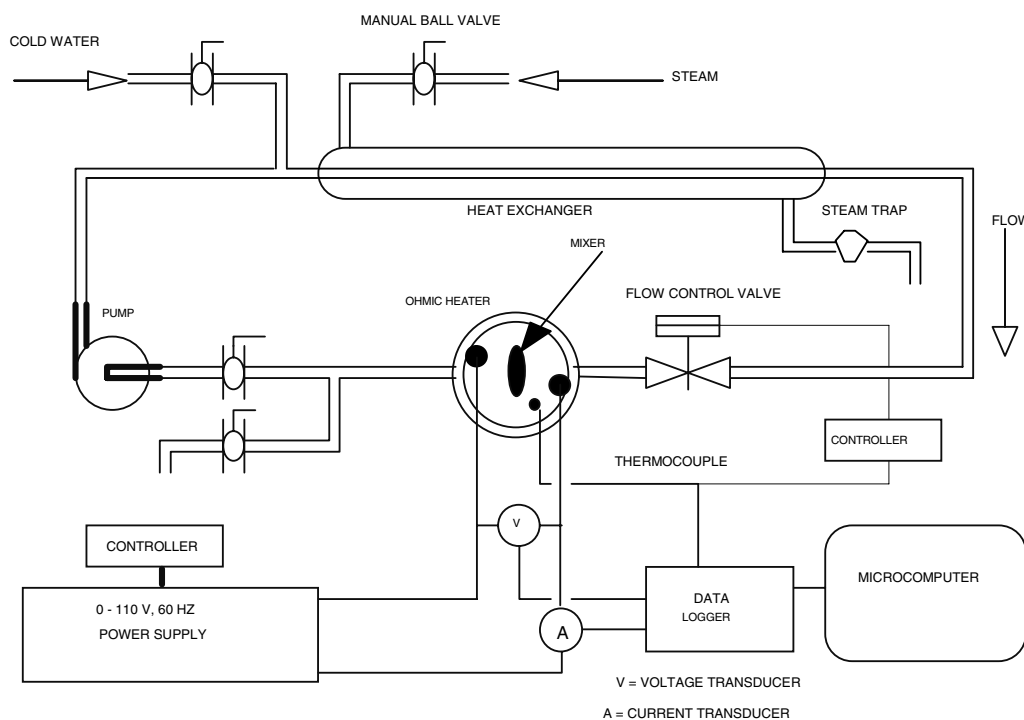 MANUAL BALL VALVE
COLD WATER
STEAM
HEAT EXCHANGER
STEAM TRAP
FLOW
MIXER
FLOW CONTROL VALVE
OHMIC HEATER
PUMP
CONTROLLER
THERMOCOUPLE
V
CONTROLLER
MICROCOMPUTER
0 - 110 V, 60 HZ
POWER SUPPLY
DATA
LOGGER
A
V = VOLTAGE TRANSDUCER
A = CURRENT TRANSDUCER